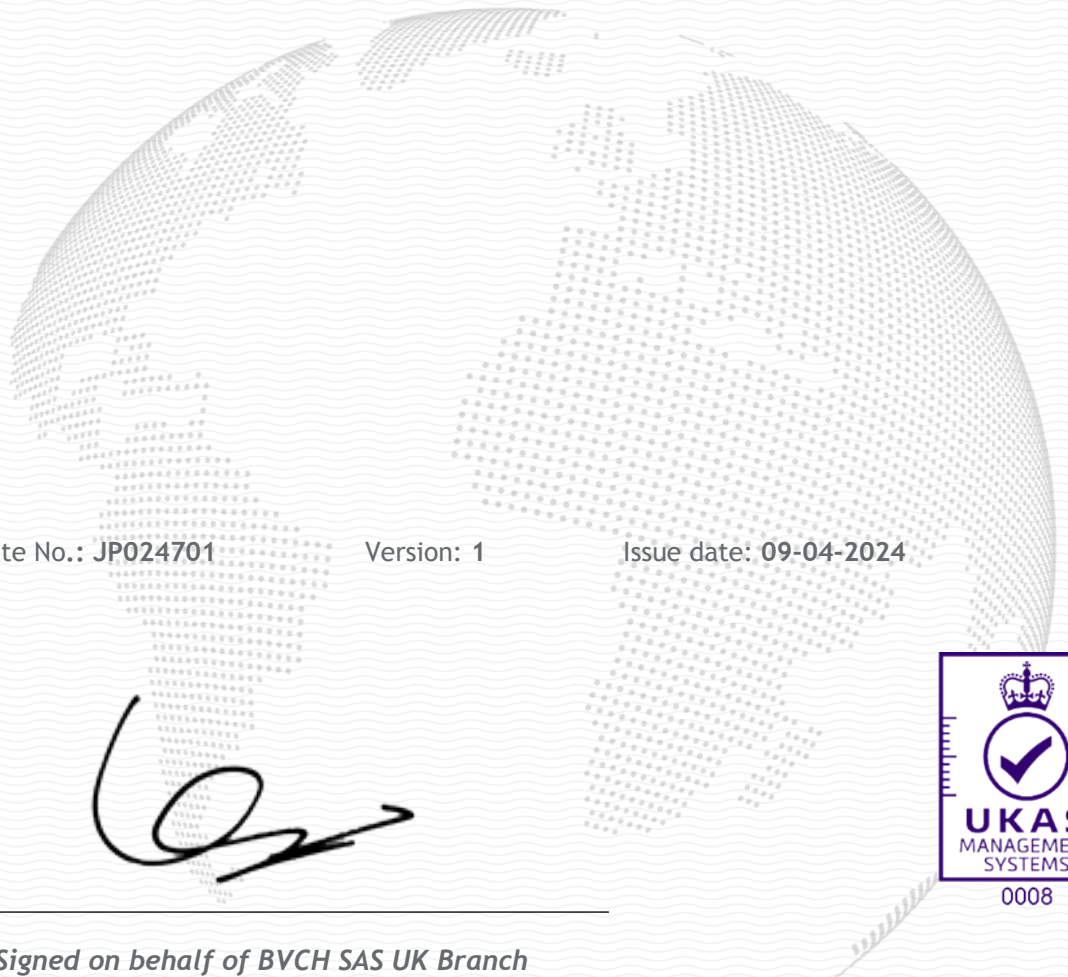 te No.: JP024701 Version: 1 Issue date: 09-04-2024
UKAS
MANAGEME
SYSTEMS
0008
Signed on behalf of BVCH SAS UK Branch